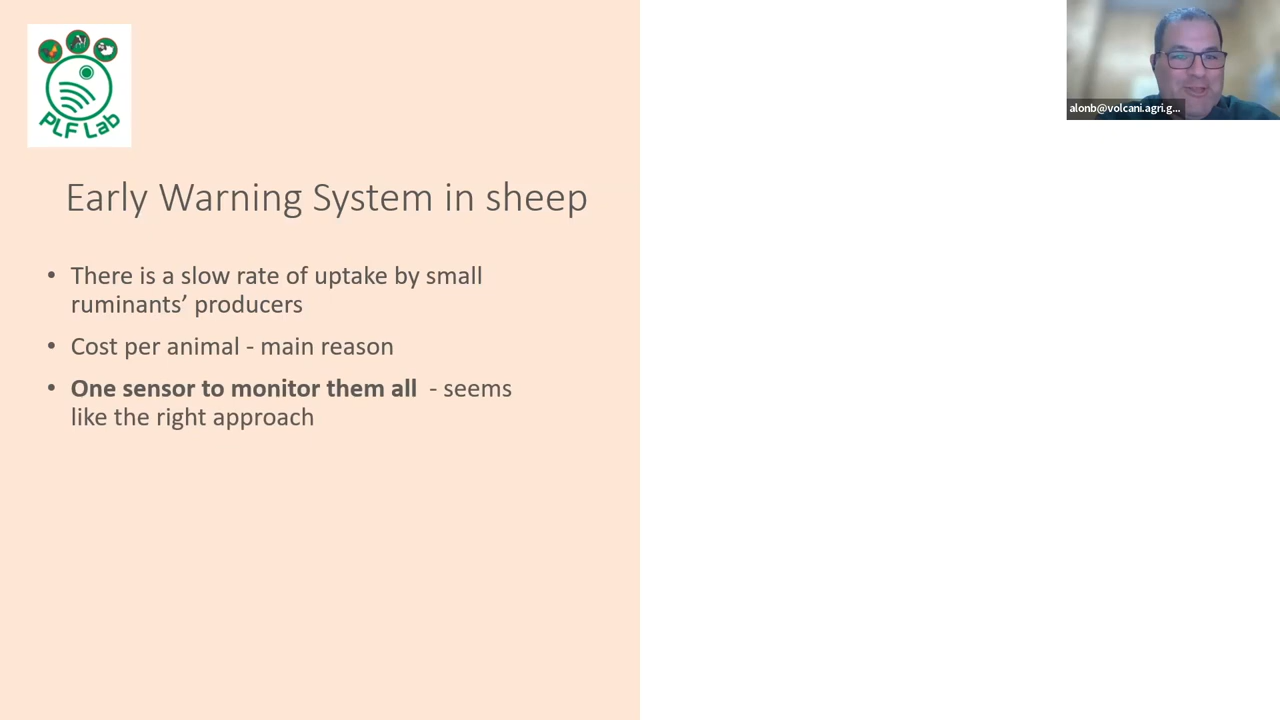 PLF Lab
alonb@volcani.agri.g...
Early Warning System in sheep
• There is a slow rate of uptake by small
ruminants’ producers
• Cost per animal - main reason
• One sensor to monitor them all - seems
like the right approach